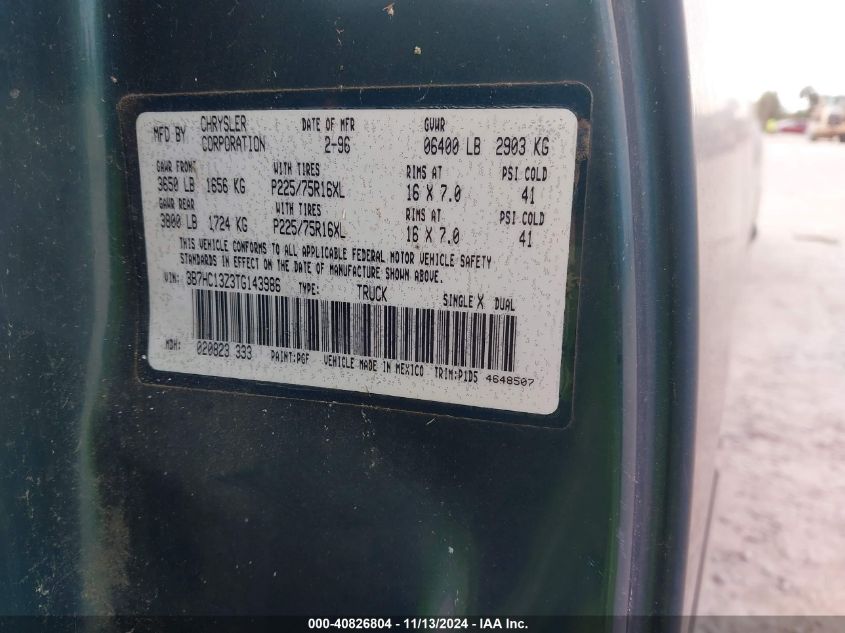 MFD BY CHRYSLER CORPORATION DATE OF MFR 2-96 GVWR 06400 LB 2903 KG
GAWR FRONT WITH TIRES RIMS AT PSI COLD
3650 LB 1656 KG P225/75R16XL 16 X 7.0 41
GAWR REAR WITH TIRES RIMS AT PSI COLD
3800 LB 1724 KG P225/75R16XL 16 X 7.0 41
THIS VEHICLE CONFORMS TO ALL APPLICABLE FEDERAL MOTOR VEHICLE SAFETY
STANDARDS IN EFFECT ON THE DATE OF MANUFACTURE SHOWN ABOVE.
VIN: 3B7HC13Z3TG143986 TYPE: TRUCK SINGLE X DUAL
MDH: 020823 333 PAINT:PGF VEHICLE MADE IN MEXICO TRIM:P1D5 4648507
000-40826804 - 11/13/2024 - IAA Inc.